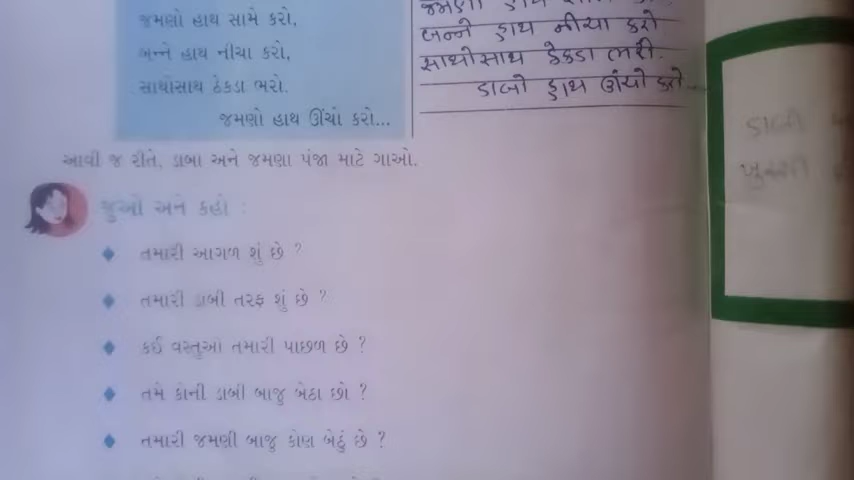 જમણો હાથ સામે કરો,
બન્ને હાથ નીચા કરો,
સાથોસાથ ઠેકડા ભરો.
જમણો હાથ ઊંચો કરો...
જમણો હાથ
બન્ને હાથ નીચા કરો
સાથોસાથ ઠેકડા ભરો.
ડાબો હાથ ઊંચો કરો...
આવી જ રીતે, ડાબા અને જમણા પંજા માટે ગાઓ.
જુઓ અને કહો :
◆ તમારી આગળ શું છે ?
◆ તમારી ડાબી તરફ શું છે ?
◆ કઈ વસ્તુઓ તમારી પાછળ છે ?
◆ તમે કોની ડાબી બાજુ બેઠા છો ?
◆ તમારી જમણી બાજુ કોણ બેઠું છે ?
ડાબી